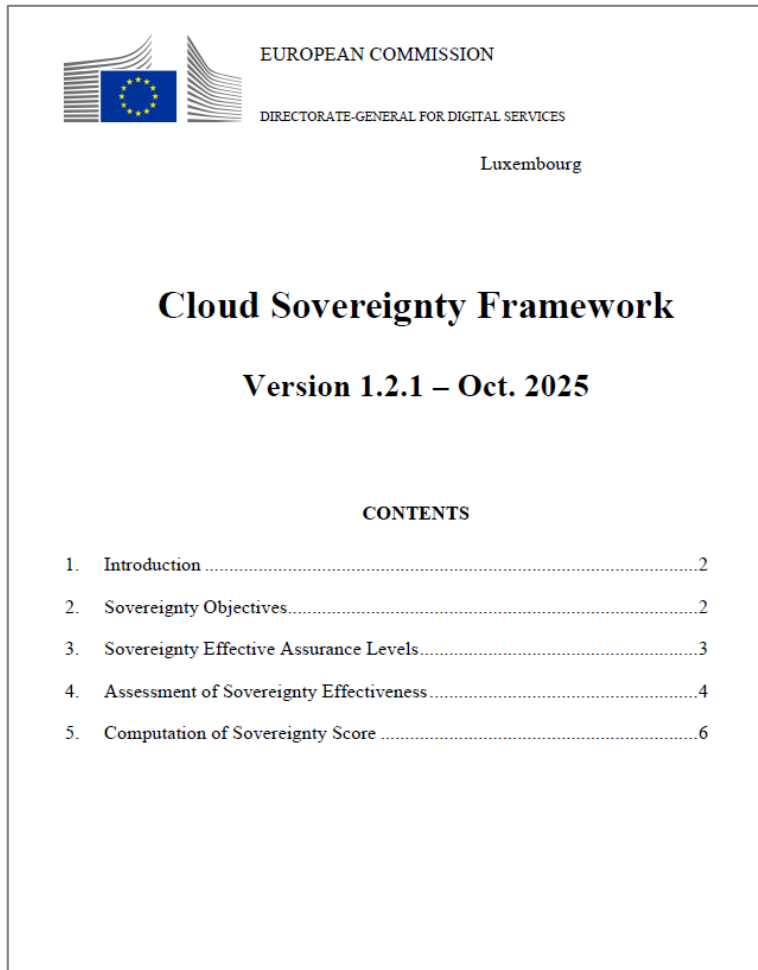 EUROPEAN COMMISSION
DIRECTORATE-GENERAL FOR DIGITAL SERVICES
Luxembourg
Cloud Sovereignty Framework
Version 1.2.1 – Oct. 2025
CONTENTS
1. Introduction ....................................................................................................2
2. Sovereignty Objectives...................................................................................2
3. Sovereignty Effective Assurance Levels.........................................................3
4. Assessment of Sovereignty Effectiveness.......................................................4
5. Computation of Sovereignty Score ................................................................6